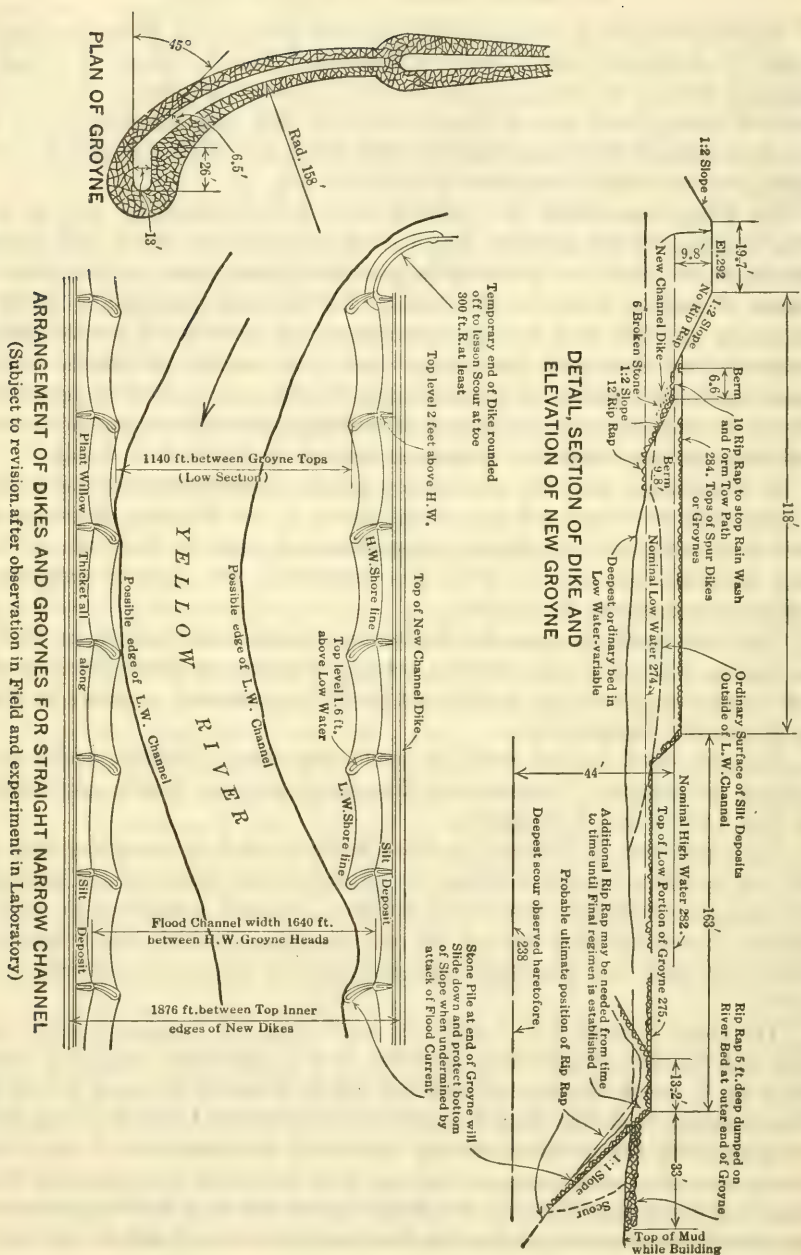 1:2 Slope
19.7'
El.292
9.8'
New Channel Dike
1:2 Slope
No Rip Rap
118'
Berm
6.6'
10 Rip Rap to stop Rain Wash
and form Tow Path
284. Tops of Spur Dikes
or Groynes
6" Broken Stone
1:2 Slope
12" Rip Rap
Berm
9.8'
Nominal Low Water 274.
Deepest ordinary bed in
Low Water-variable
Ordinary Surface of Silt Deposits
Outside of L.W. Channel
Nominal High Water 282.
Top of Low Portion of Groyne 275.
163'
44'
Rip Rap 5 ft. deep dumped on
River Bed at outer end of Groyne
13.2'
33'
Additional Rip Rap may be needed from time
to time until Final regimen is established
Probable ultimate position of Rip Rap
Deepest scour observed heretofore
238
1:1 Slope
Scour
Top of Mud
while Building
DETAIL, SECTION OF DIKE AND
ELEVATION OF NEW GROYNE
45°
Rad. 158'
6.5'
26'
13'
PLAN OF GROYNE
Temporary end of Dike rounded
off to lesson Scour at toe
300 ft. R. at least
Top level 2 feet above H.W.
Top of New Channel Dike
H.W. Shore line
Top level 1.6 ft.
above Low Water
L.W. Shore line
Silt
Deposit
1140 ft. between Groyne Tops
(Low Section)
Possible edge of L.W. Channel
YELLOW RIVER
Possible edge of L.W. Channel
Flood Channel width 1640 ft.
between H.W. Groyne Heads
1876 ft. between Top Inner
edges of New Dikes
Stone Pile at end of Groyne will
Slide down and protect bottom
of Slope when undermined by
attack of Flood Current
Plant Willow
Thicket all
along
Silt
Deposit
ARRANGEMENT OF DIKES AND GROYNES FOR STRAIGHT NARROW CHANNEL
(Subject to revision. after observation in Field and experiment in Laboratory)